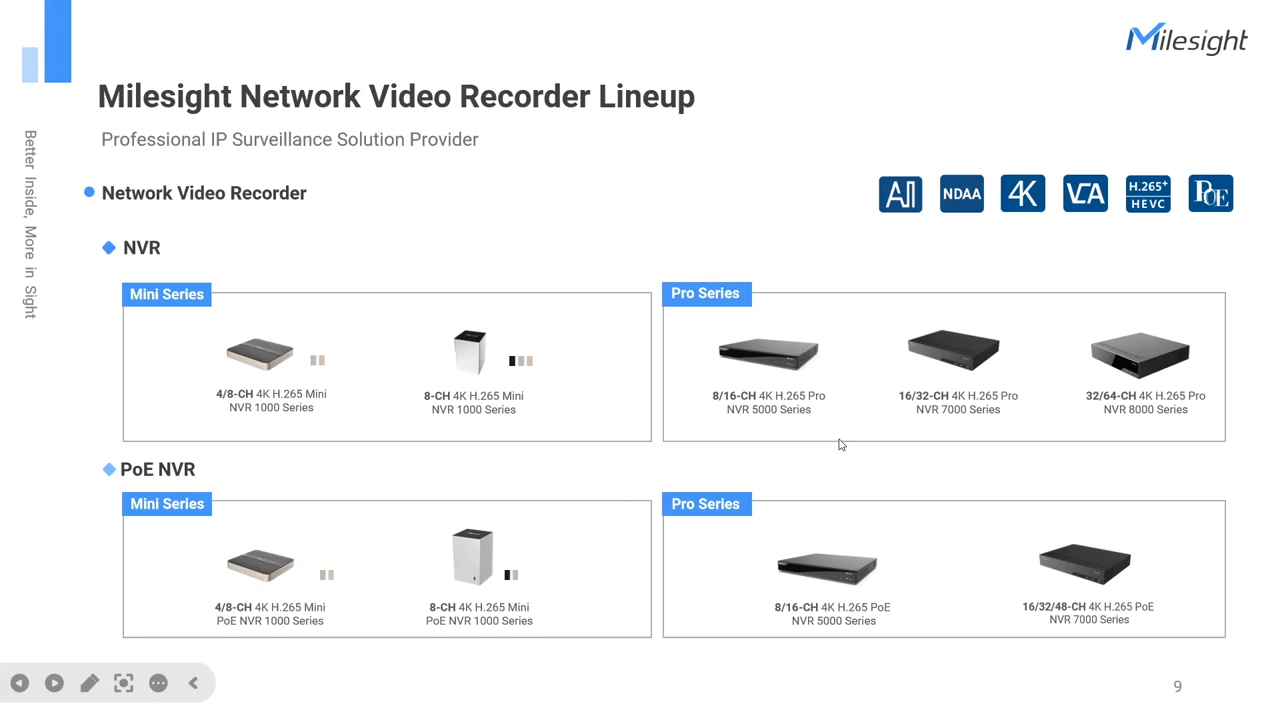 Milesight
Milesight Network Video Recorder Lineup
Professional IP Surveillance Solution Provider
Better Inside, More in Sight
Network Video Recorder
AI
NDAA
4K
VCA
H.265+
HEVC
PoE
NVR
Mini Series
4/8-CH 4K H.265 Mini
NVR 1000 Series
8-CH 4K H.265 Mini
NVR 1000 Series
Pro Series
8/16-CH 4K H.265 Pro
NVR 5000 Series
16/32-CH 4K H.265 Pro
NVR 7000 Series
32/64-CH 4K H.265 Pro
NVR 8000 Series
PoE NVR
Mini Series
4/8-CH 4K H.265 Mini
PoE NVR 1000 Series
8-CH 4K H.265 Mini
PoE NVR 1000 Series
Pro Series
8/16-CH 4K H.265 PoE
NVR 5000 Series
16/32/48-CH 4K H.265 PoE
NVR 7000 Series
9